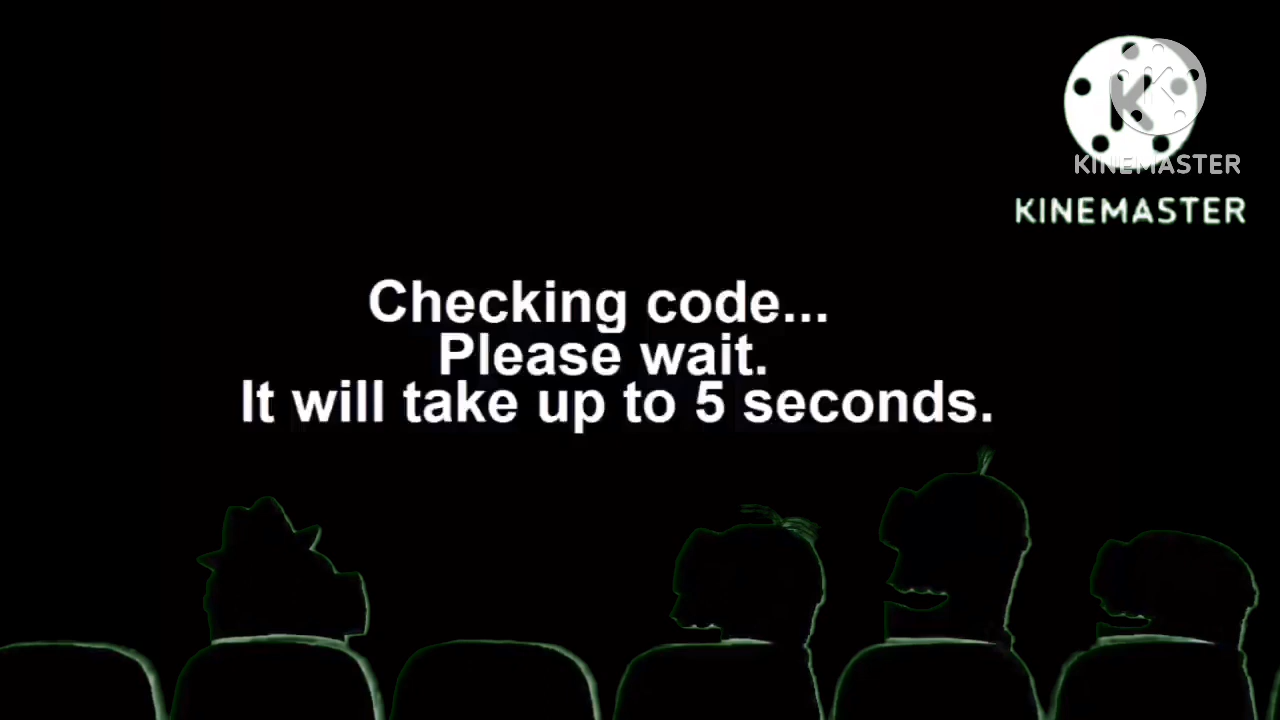 K
KINEMASTER
KINEMASTER
Checking code...
Please wait.
It will take up to 5 seconds.